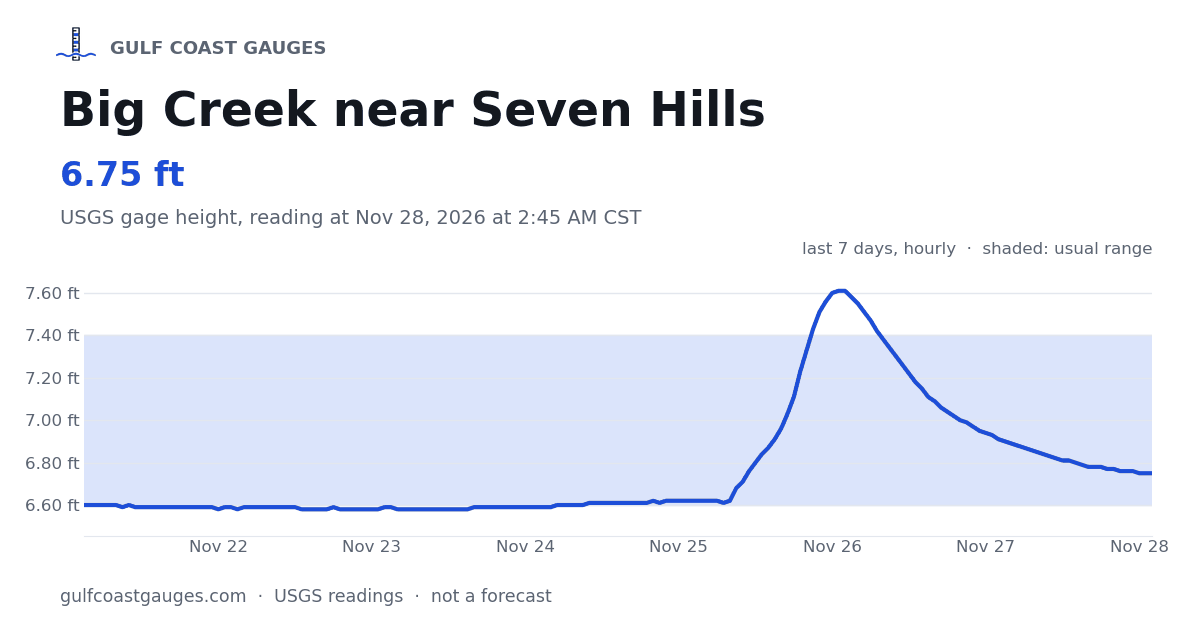 GULF COAST GAUGES
Big Creek near Seven Hills
6.75 ft
USGS gage height, reading at Nov 28, 2026 at 2:45 AM CST
last 7 days, hourly · shaded: usual range
7.60 ft
7.40 ft
7.20 ft
7.00 ft
6.80 ft
6.60 ft
Nov 22 Nov 23 Nov 24 Nov 25 Nov 26 Nov 27 Nov 28
gulfcoastgauges.com · USGS readings · not a forecast